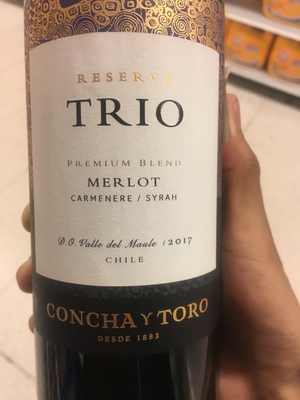 RESERVA
TRIO
PREMIUM BLEND
MERLOT
CARMENERE / SYRAH
D.O. Valle del Maule / 2017
CHILE
CONCHA Y TORO
DESDE 1883